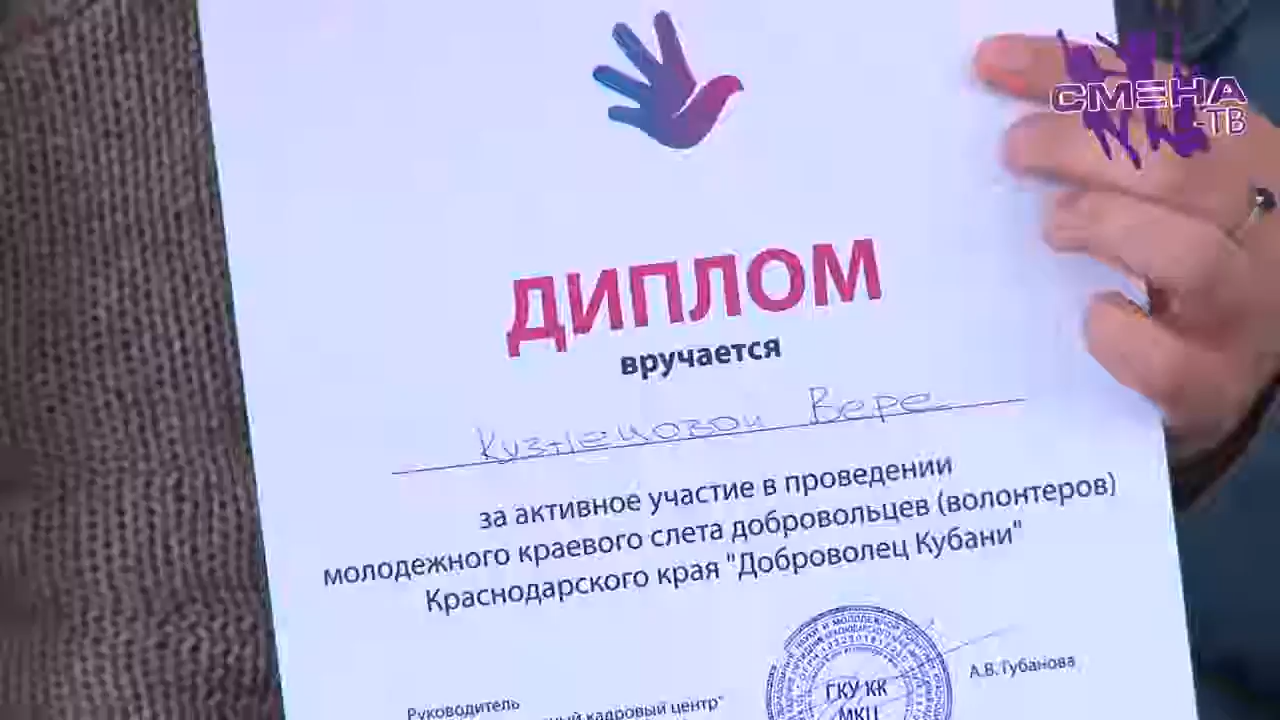 СМЕНА
-ТВ
ДИПЛОМ
вручается
Кузнецовой Вере
за активное участие в проведении
молодежного краевого слета добровольцев (волонтеров)
Краснодарского края "Доброволец Кубани"
Руководитель
кадровый центр"
ГКУ КК
МКЦ
А.В. Губанова